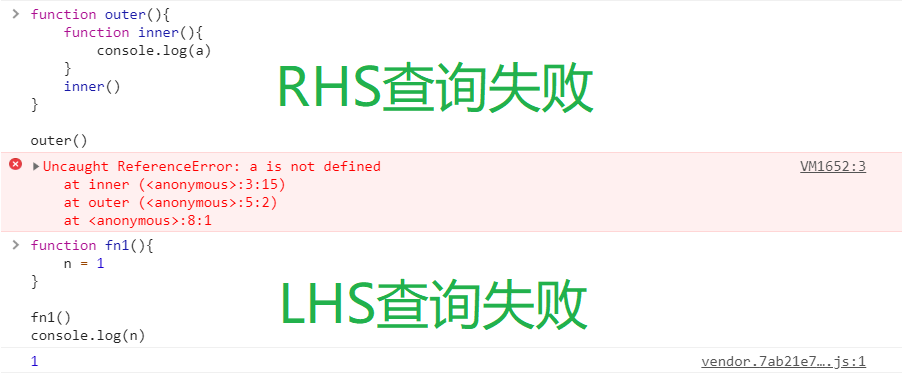 function outer(){
function inner(){
console.log(a)
}
inner()
}
RHS查询失败
outer()
Uncaught ReferenceError: a is not defined VM1652:3
at inner (<anonymous>:3:15)
at outer (<anonymous>:5:2)
at <anonymous>:8:1
function fn1(){
n = 1
}
LHS查询失败
fn1()
console.log(n)
1 vendor.7ab21e7….js:1